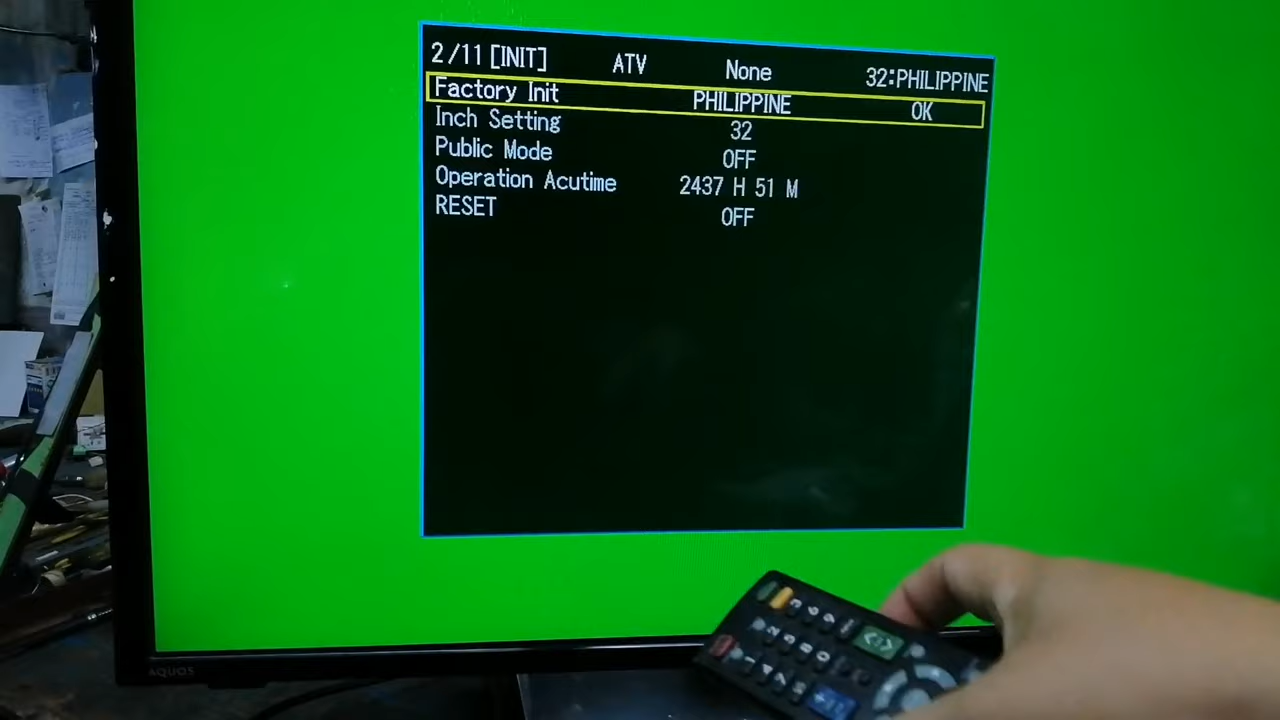 2/11 [INIT] ATV None 32:PHILIPPINE
Factory Init PHILIPPINE OK
Inch Setting 32
Public Mode OFF
Operation Acutime 2437 H 51 M
RESET OFF
AQUOS